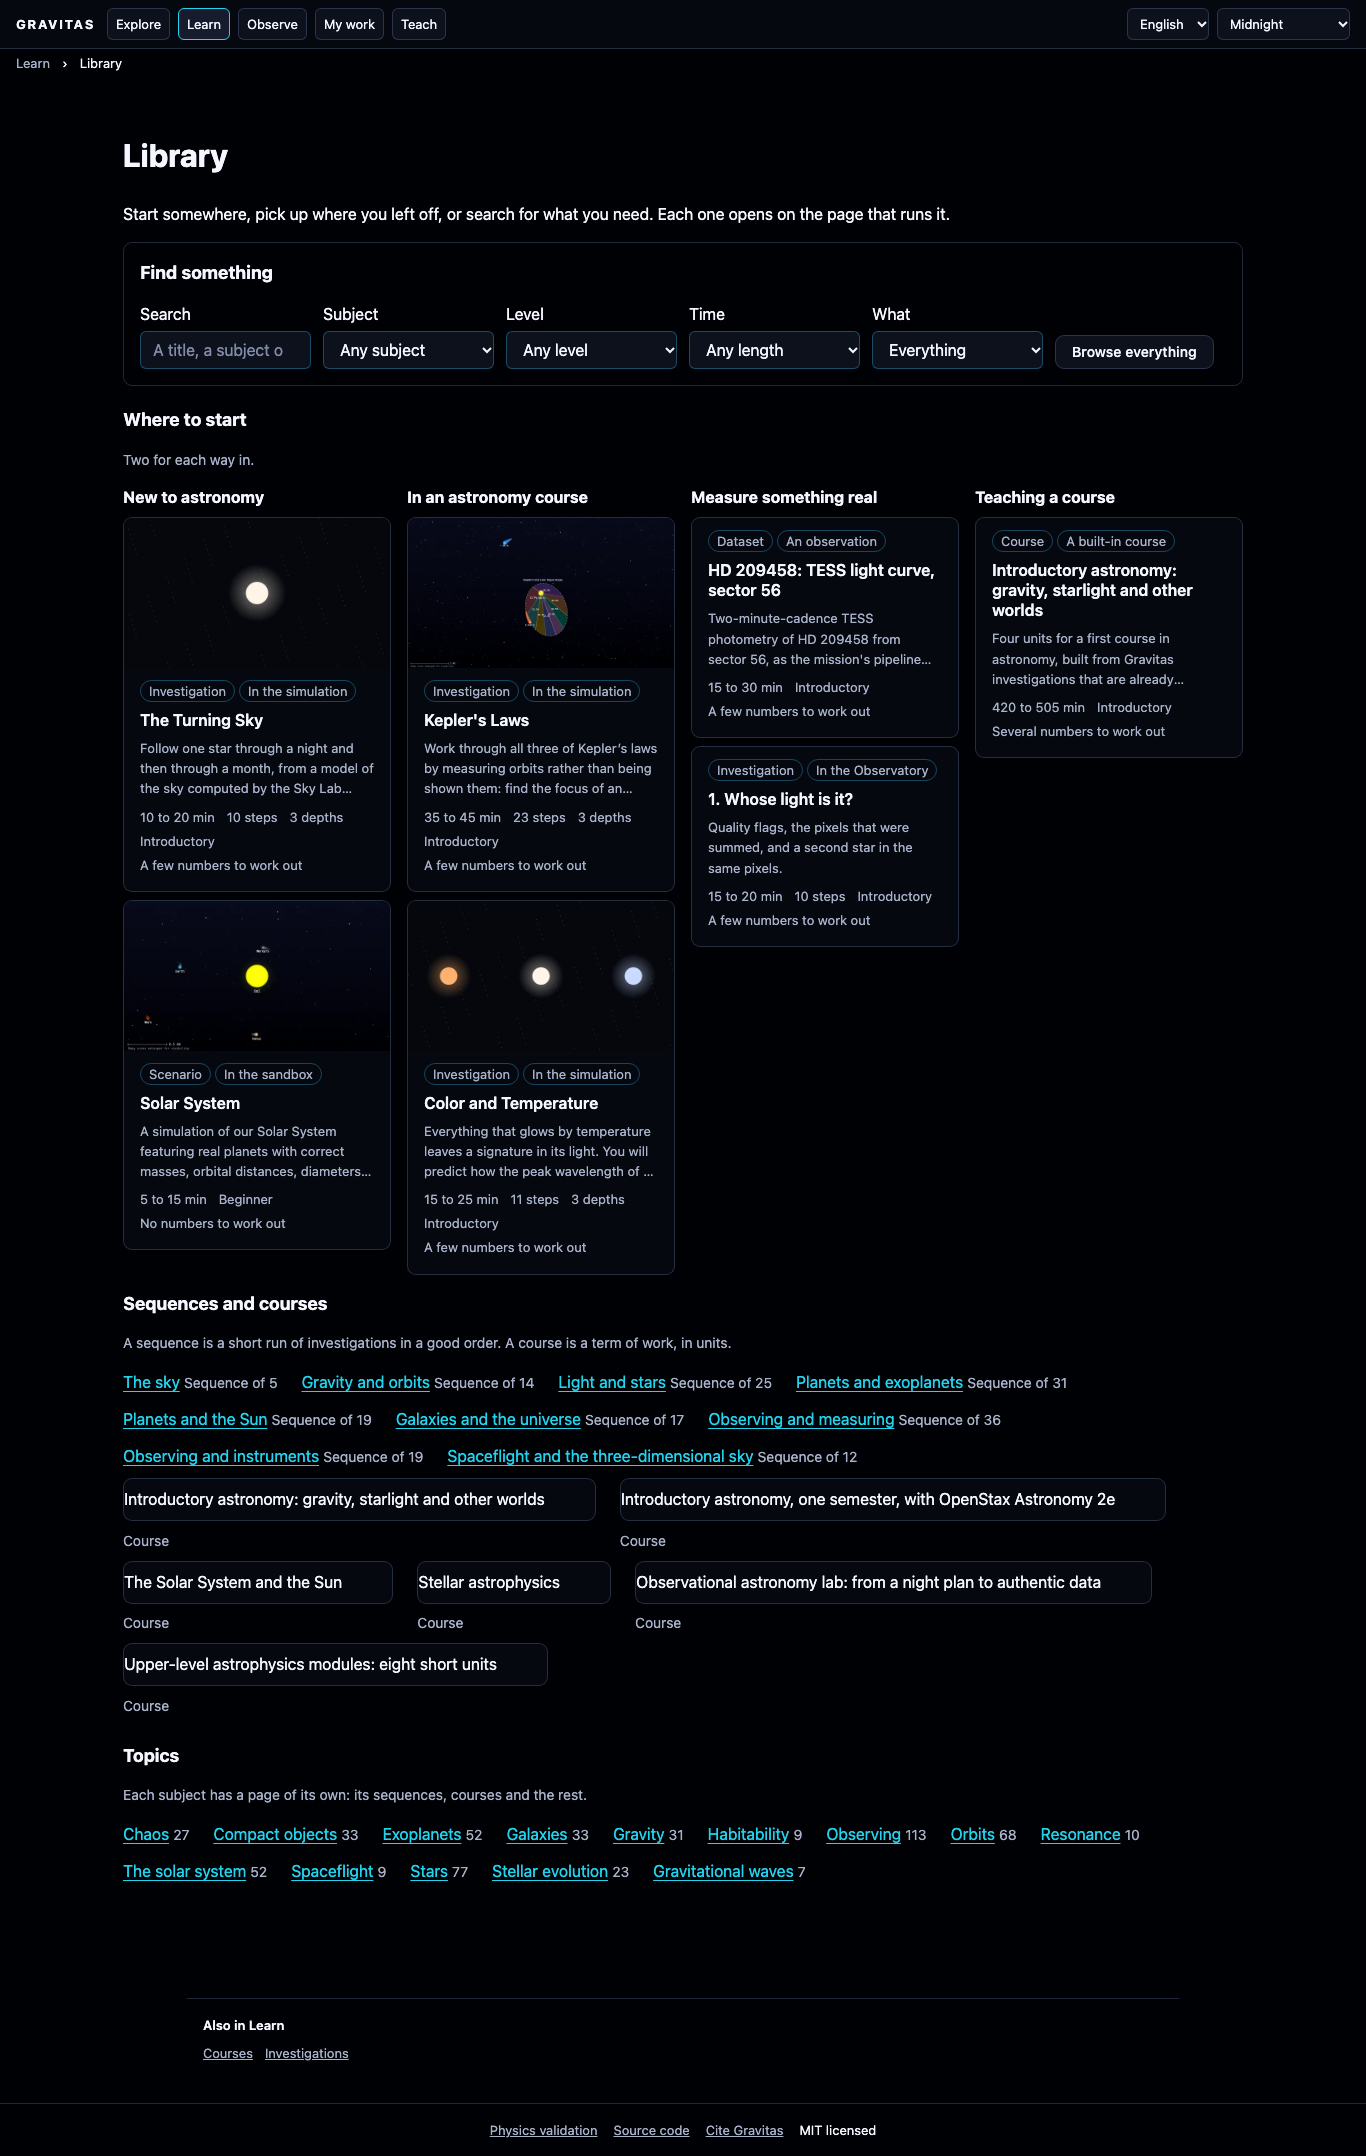 GRAVITAS Explore Learn Observe My work Teach English Midnight
Learn › Library
Library
Start somewhere, pick up where you left off, or search for what you need. Each one opens on the page that runs it.
Find something
Search Subject Level Time What
A title, a subject o Any subject Any level Any length Everything Browse everything
Where to start
Two for each way in.
New to astronomy
Investigation In the simulation
The Turning Sky
Follow one star through a night and
then through a month, from a model of
the sky computed by the Sky Lab…
10 to 20 min 10 steps 3 depths
Introductory
A few numbers to work out
Scenario In the sandbox
Solar System
A simulation of our Solar System
featuring real planets with correct
masses, orbital distances, diameters…
5 to 15 min Beginner
No numbers to work out
In an astronomy course
Investigation In the simulation
Kepler's Laws
Work through all three of Kepler’s laws
by measuring orbits rather than being
shown them: find the focus of an…
35 to 45 min 23 steps 3 depths
Introductory
A few numbers to work out
Investigation In the simulation
Color and Temperature
Everything that glows by temperature
leaves a signature in its light. You will
predict how the peak wavelength of …
15 to 25 min 11 steps 3 depths
Introductory
A few numbers to work out
Measure something real
Dataset An observation
HD 209458: TESS light curve,
sector 56
Two-minute-cadence TESS
photometry of HD 209458 from
sector 56, as the mission's pipeline…
15 to 30 min Introductory
A few numbers to work out
Investigation In the Observatory
1. Whose light is it?
Quality flags, the pixels that were
summed, and a second star in the
same pixels.
15 to 20 min 10 steps Introductory
A few numbers to work out
Teaching a course
Course A built-in course
Introductory astronomy:
gravity, starlight and other
worlds
Four units for a first course in
astronomy, built from Gravitas
investigations that are already…
420 to 505 min Introductory
Several numbers to work out
Sequences and courses
A sequence is a short run of investigations in a good order. A course is a term of work, in units.
The sky Sequence of 5 Gravity and orbits Sequence of 14 Light and stars Sequence of 25 Planets and exoplanets Sequence of 31
Planets and the Sun Sequence of 19 Galaxies and the universe Sequence of 17 Observing and measuring Sequence of 36
Observing and instruments Sequence of 19 Spaceflight and the three-dimensional sky Sequence of 12
Introductory astronomy: gravity, starlight and other worlds Introductory astronomy, one semester, with OpenStax Astronomy 2e
Course Course
The Solar System and the Sun Stellar astrophysics Observational astronomy lab: from a night plan to authentic data
Course Course Course
Upper-level astrophysics modules: eight short units
Course
Topics
Each subject has a page of its own: its sequences, courses and the rest.
Chaos 27 Compact objects 33 Exoplanets 52 Galaxies 33 Gravity 31 Habitability 9 Observing 113 Orbits 68 Resonance 10
The solar system 52 Spaceflight 9 Stars 77 Stellar evolution 23 Gravitational waves 7
Also in Learn
Courses Investigations
Physics validation Source code Cite Gravitas MIT licensed